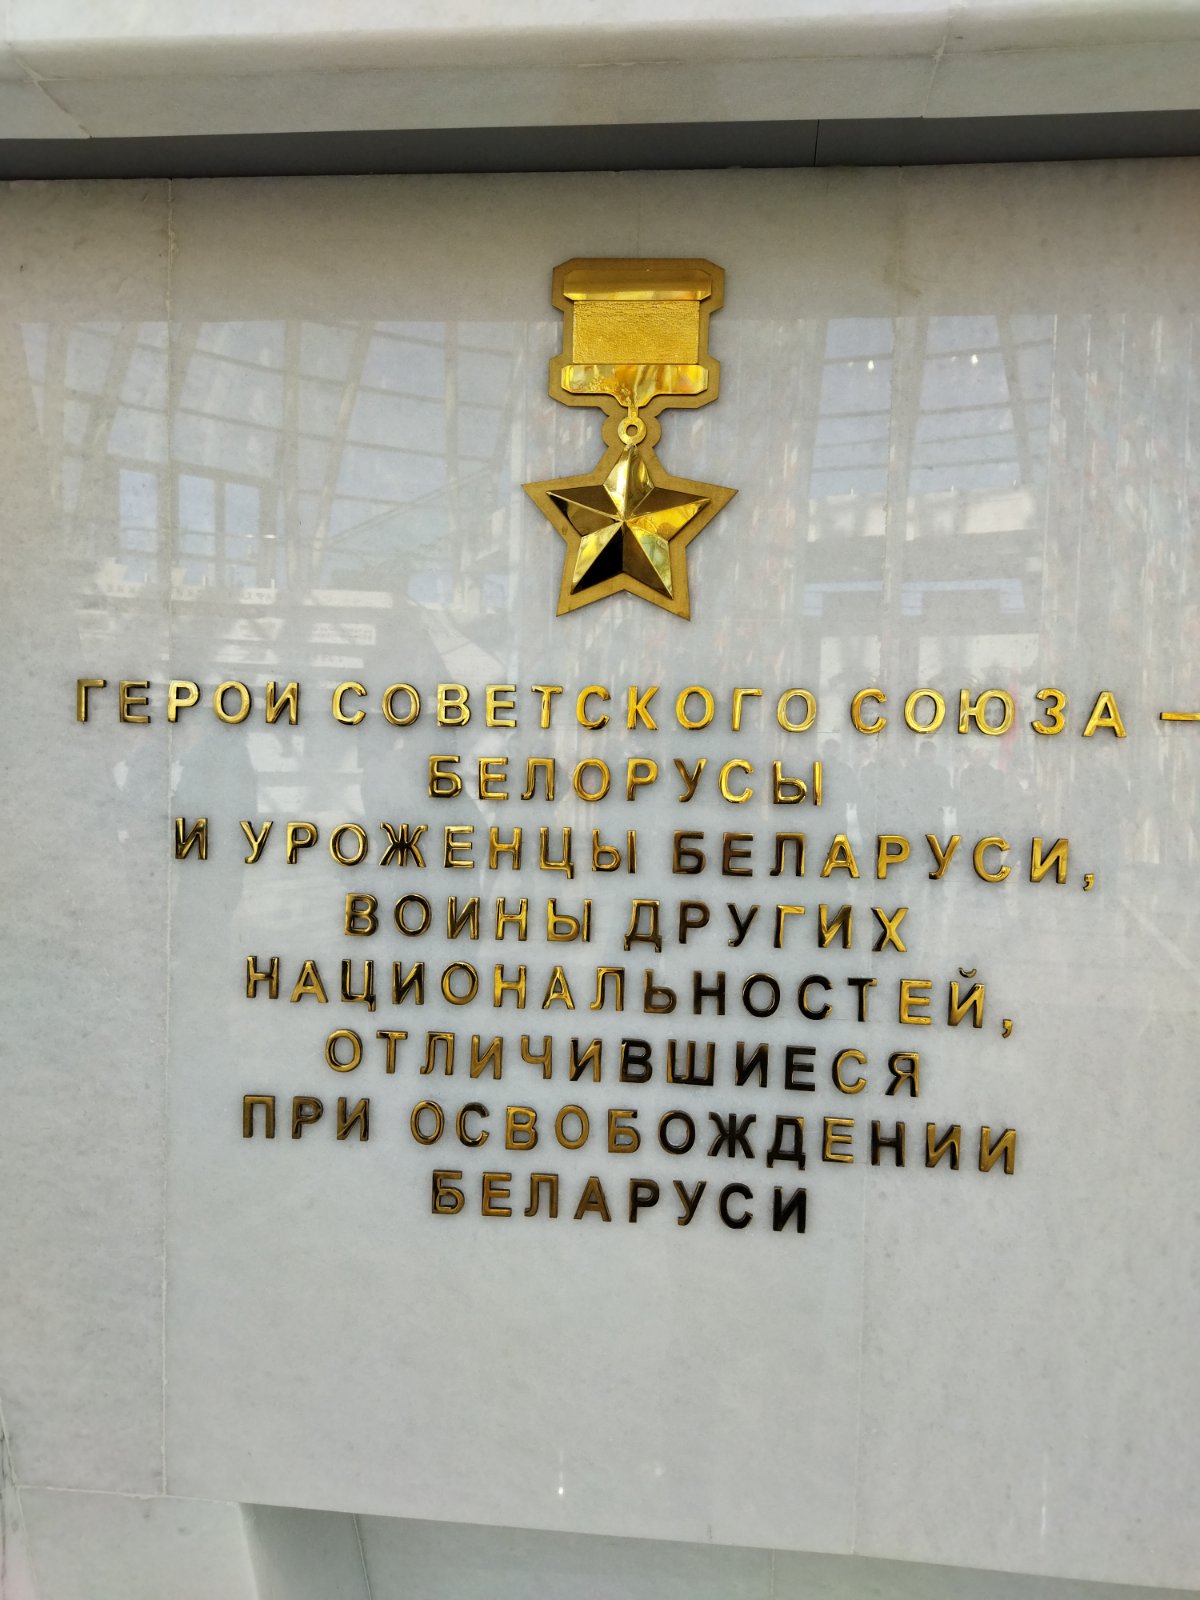 ГЕРОИ СОВЕТСКОГО СОЮЗА —
БЕЛОРУСЫ
И УРОЖЕНЦЫ БЕЛАРУСИ,
ВОИНЫ ДРУГИХ
НАЦИОНАЛЬНОСТЕЙ,
ОТЛИЧИВШИЕСЯ
ПРИ ОСВОБОЖДЕНИИ
БЕЛАРУСИ